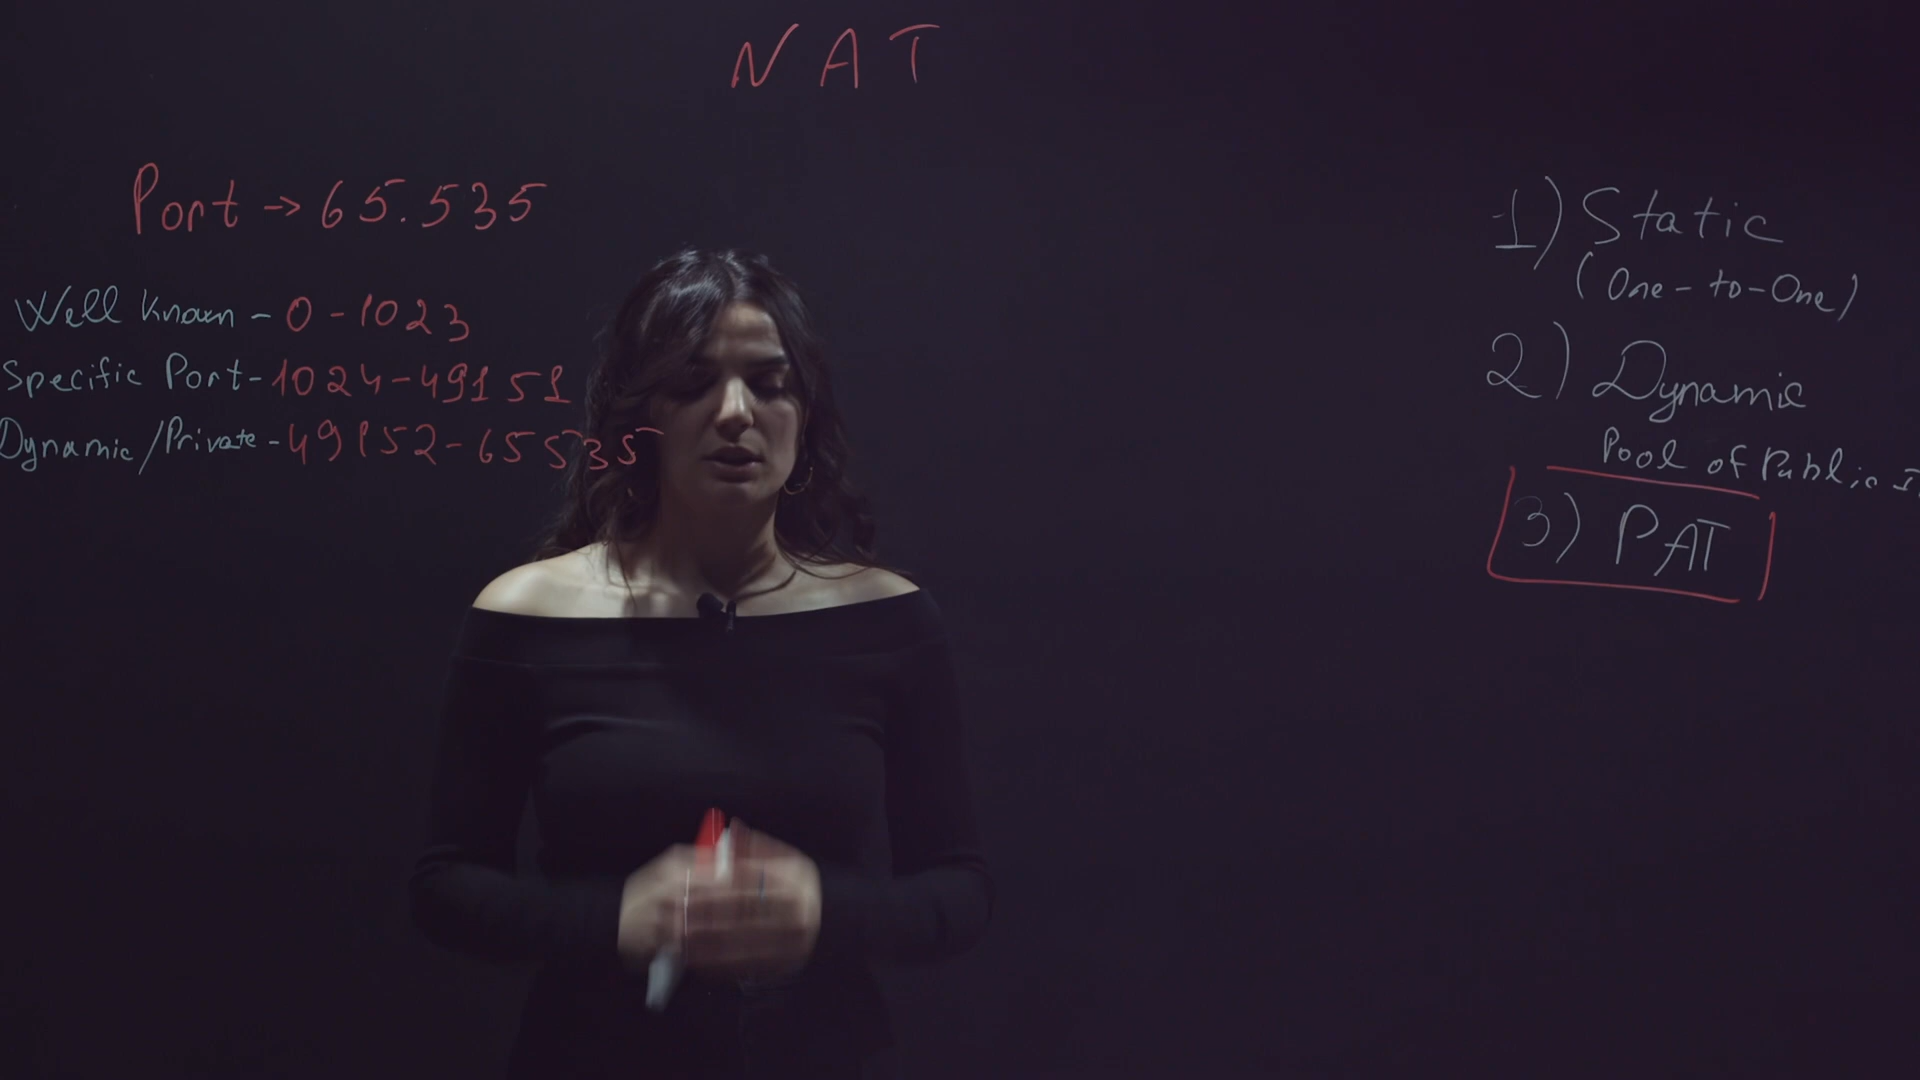 NAT
Port → 65.535
Well Known - 0-1023
Specific Port - 1024-49151
Dynamic/Private - 49152-65535
1) Static
(One-to-One)
2) Dynamic
Pool of Public
3) PAT